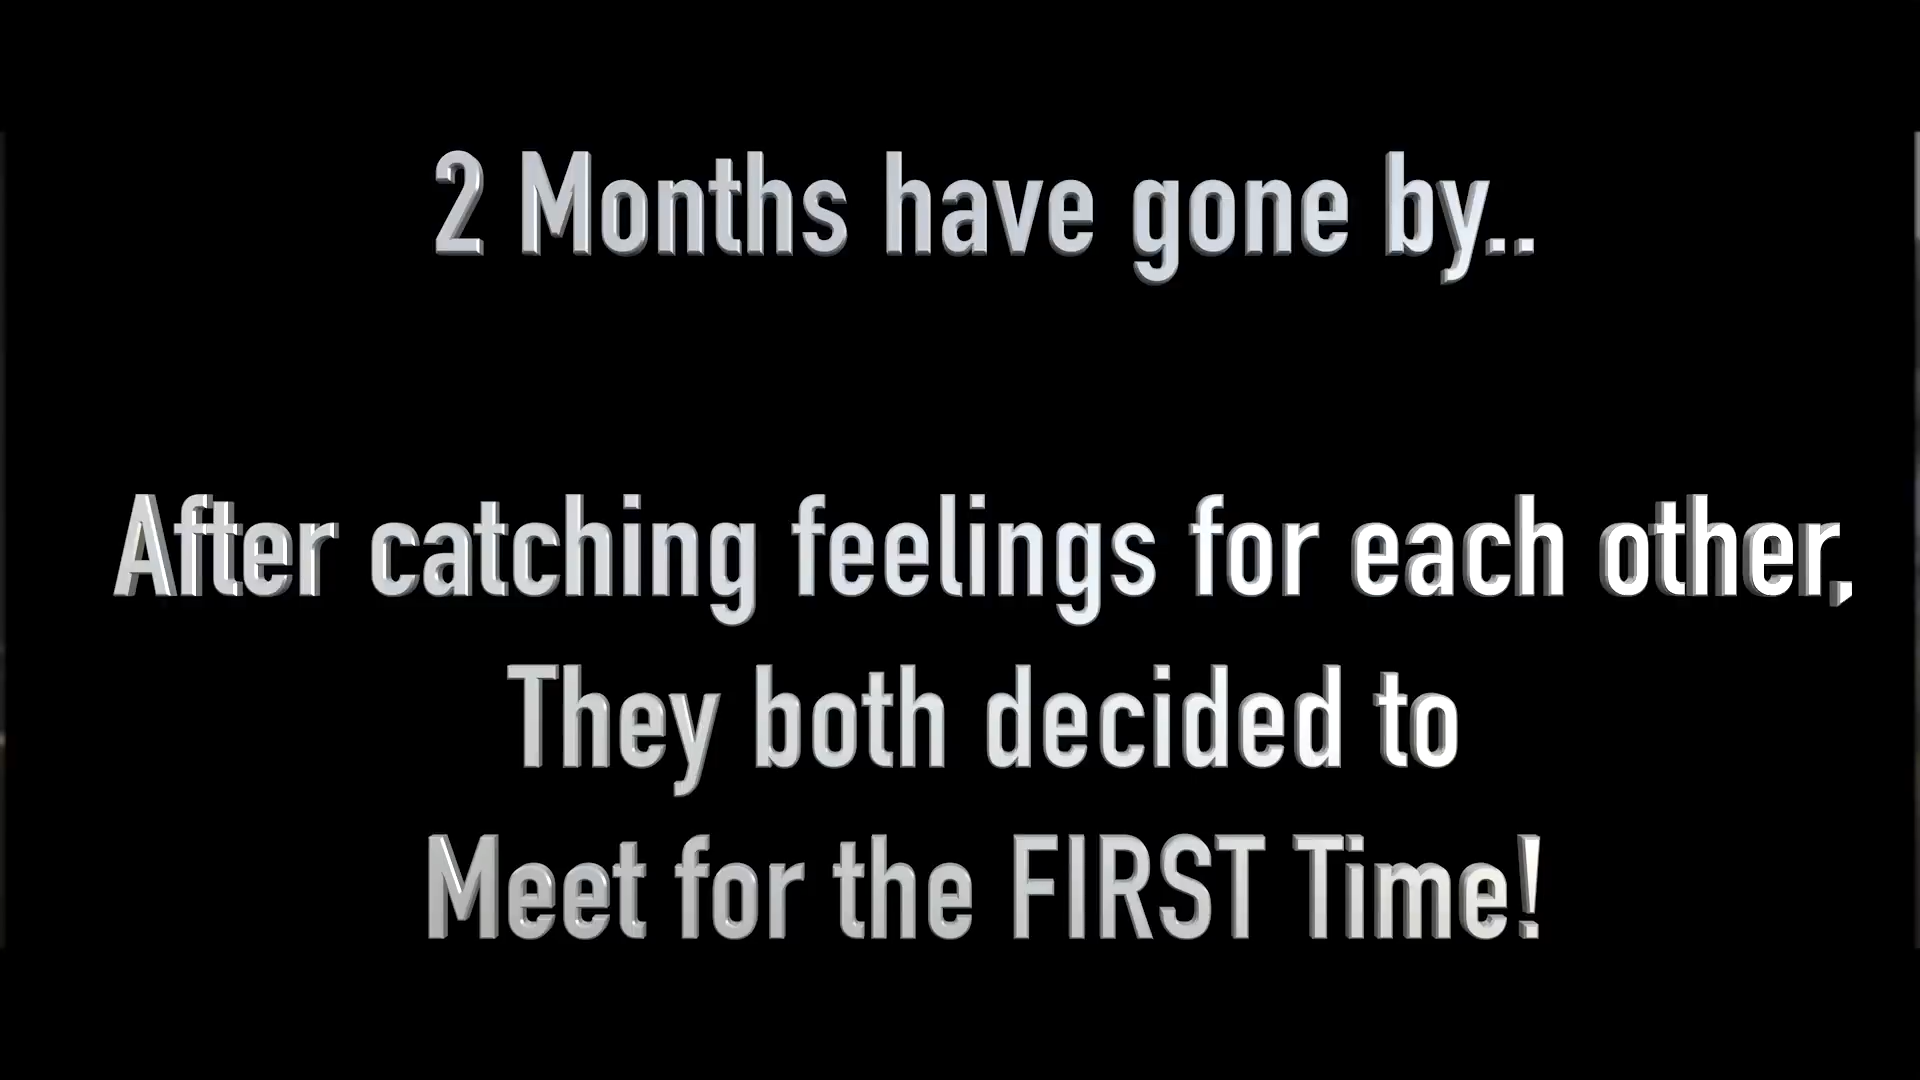 2 Months have gone by..
After catching feelings for each other,
They both decided to
Meet for the FIRST Time!